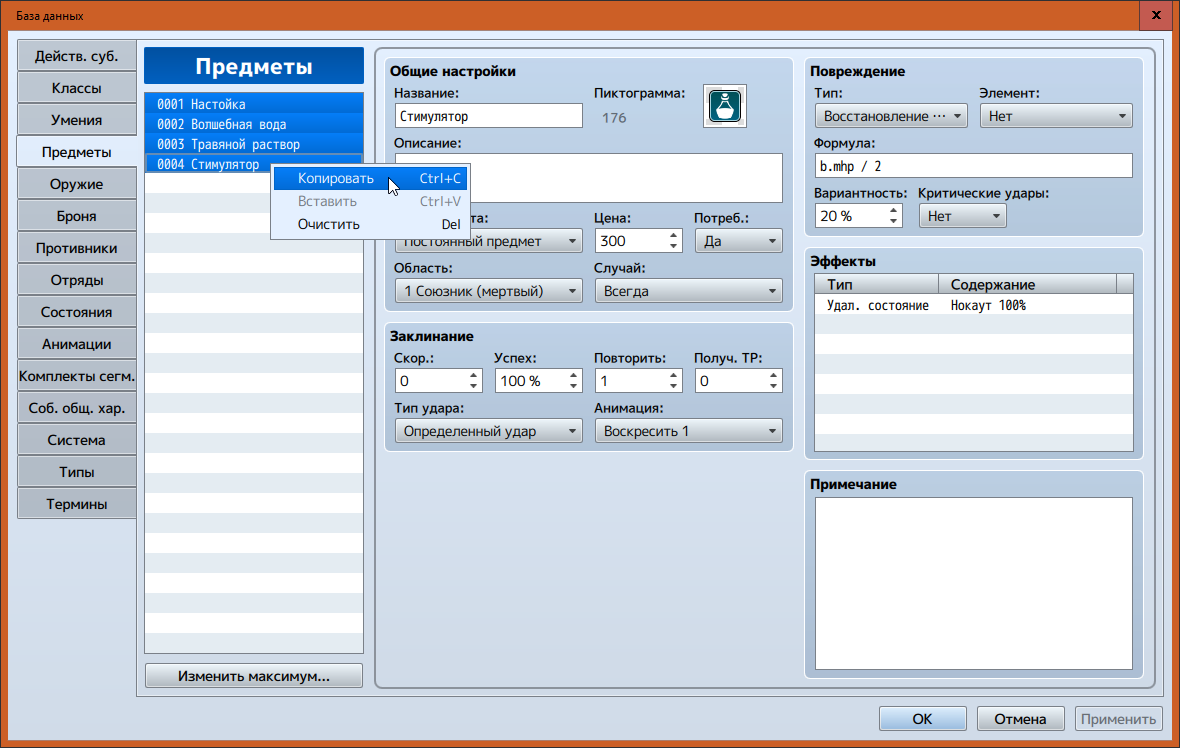 База данных
x
Действ. суб.
Классы
Умения
Предметы
Оружие
Броня
Противники
Отряды
Состояния
Анимации
Комплекты сегм.
Соб. общ. хар.
Система
Типы
Термины
Предметы
0001 Настойка
0002 Волшебная вода
0003 Травяной раствор
0004 Стимулятор
Копировать Ctrl+C
Вставить Ctrl+V
Очистить Del
Изменить максимум...
Общие настройки
Название: Пиктограмма:
Стимулятор 176
Описание:
та: Цена: Потреб.:
Постоянный предмет 300 Да
Область: Случай:
1 Союзник (мертвый) Всегда
Заклинание
Скор.: Успех: Повторить: Получ. TP:
0 100 % 1 0
Тип удара: Анимация:
Определенный удар Воскресить 1
Повреждение
Тип: Элемент:
Восстановление ··· Нет
Формула:
b.mhp / 2
Вариантность: Критические удары:
20 % Нет
Эффекты
Тип Содержание
Удал. состояние Нокаут 100%
Примечание
OK Отмена Применить